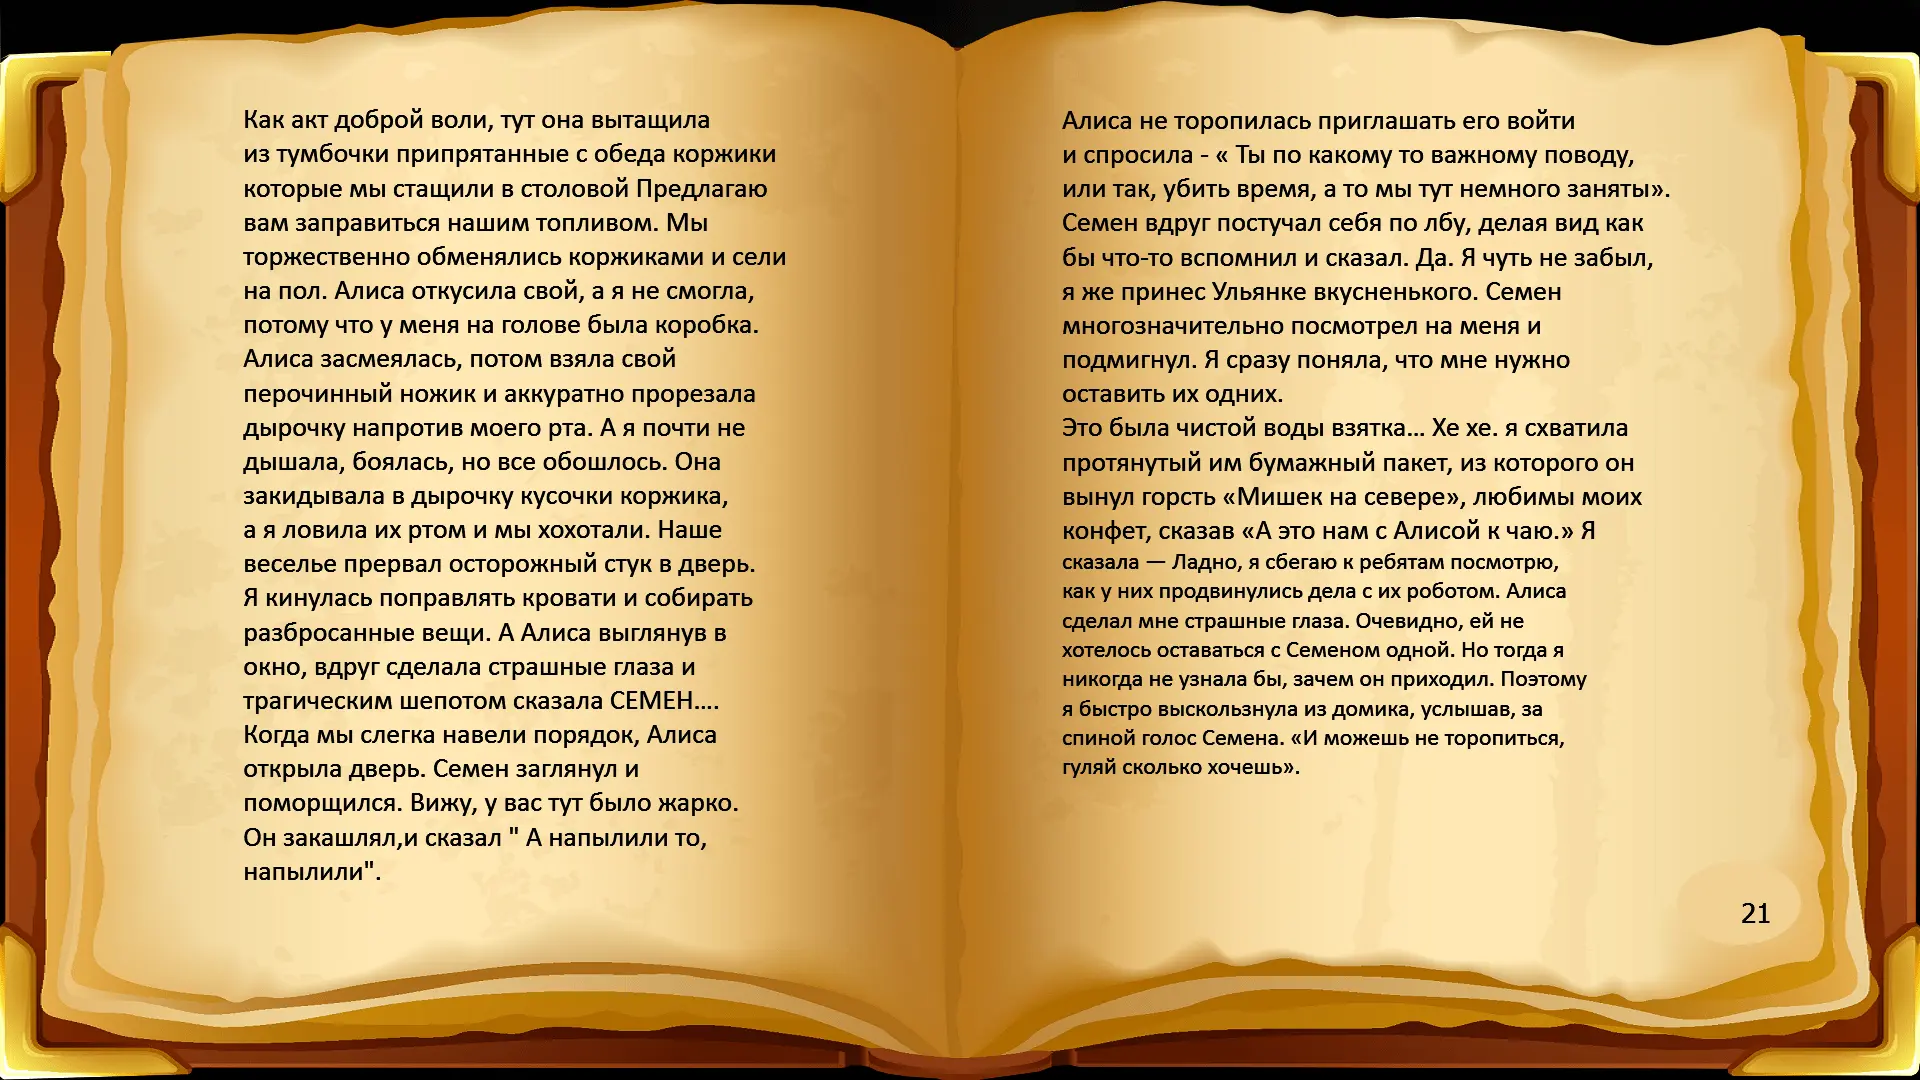 Как акт доброй воли, тут она вытащила
из тумбочки припрятанные с обеда коржики
которые мы стащили в столовой Предлагаю
вам заправиться нашим топливом. Мы
торжественно обменялись коржиками и сели
на пол. Алиса откусила свой, а я не смогла,
потому что у меня на голове была коробка.
Алиса засмеялась, потом взяла свой
перочинный ножик и аккуратно прорезала
дырочку напротив моего рта. А я почти не
дышала, боялась, но все обошлось. Она
закидывала в дырочку кусочки коржика,
а я ловила их ртом и мы хохотали. Наше
веселье прервал осторожный стук в дверь.
Я кинулась поправлять кровати и собирать
разбросанные вещи. А Алиса выглянув в
окно, вдруг сделала страшные глаза и
трагическим шепотом сказала СЕМЕН....
Когда мы слегка навели порядок, Алиса
открыла дверь. Семен заглянул и
поморщился. Вижу, у вас тут было жарко.
Он закашлял,и сказал " А напылили то,
напылили".
Алиса не торопилась приглашать его войти
и спросила - « Ты по какому то важному поводу,
или так, убить время, а то мы тут немного заняты».
Семен вдруг постучал себя по лбу, делая вид как
бы что-то вспомнил и сказал. Да. Я чуть не забыл,
я же принес Ульянке вкусненького. Семен
многозначительно посмотрел на меня и
подмигнул. Я сразу поняла, что мне нужно
оставить их одних.
Это была чистой воды взятка... Хе хе. я схватила
протянутый им бумажный пакет, из которого он
вынул горсть «Мишек на севере», любимы моих
конфет, сказав «А это нам с Алисой к чаю.» Я
сказала — Ладно, я сбегаю к ребятам посмотрю,
как у них продвинулись дела с их роботом. Алиса
сделал мне страшные глаза. Очевидно, ей не
хотелось оставаться с Семеном одной. Но тогда я
никогда не узнала бы, зачем он приходил. Поэтому
я быстро выскользнула из домика, услышав, за
спиной голос Семена. «И можешь не торопиться,
гуляй сколько хочешь».
21